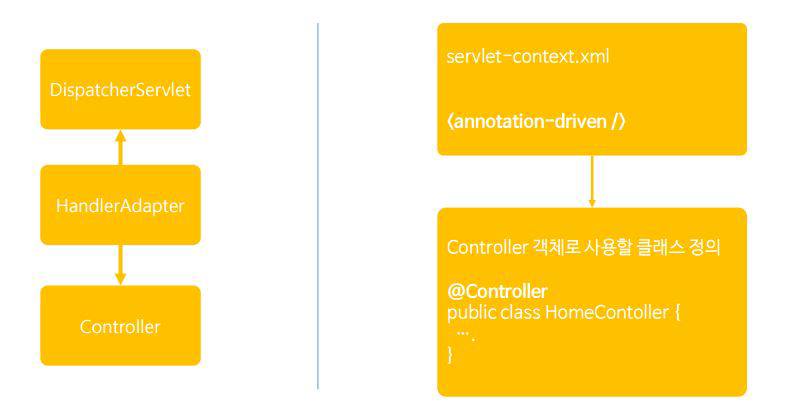 DispatcherServlet
HandlerAdapter
Controller
servlet-context.xml
<annotation-driven />
Controller 객체로 사용할 클래스 정의
@Controller
public class HomeContoller {
….
}